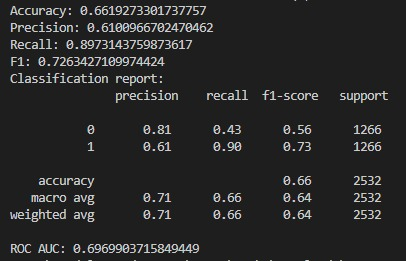 Accuracy: 0.6619273301737757
Precision: 0.6100966702470462
Recall: 0.8973143759873617
F1: 0.7263427109974424
Classification report:
precision recall f1-score support
0 0.81 0.43 0.56 1266
1 0.61 0.90 0.73 1266
accuracy 0.66 2532
macro avg 0.71 0.66 0.64 2532
weighted avg 0.71 0.66 0.64 2532
ROC AUC: 0.6969903715849449